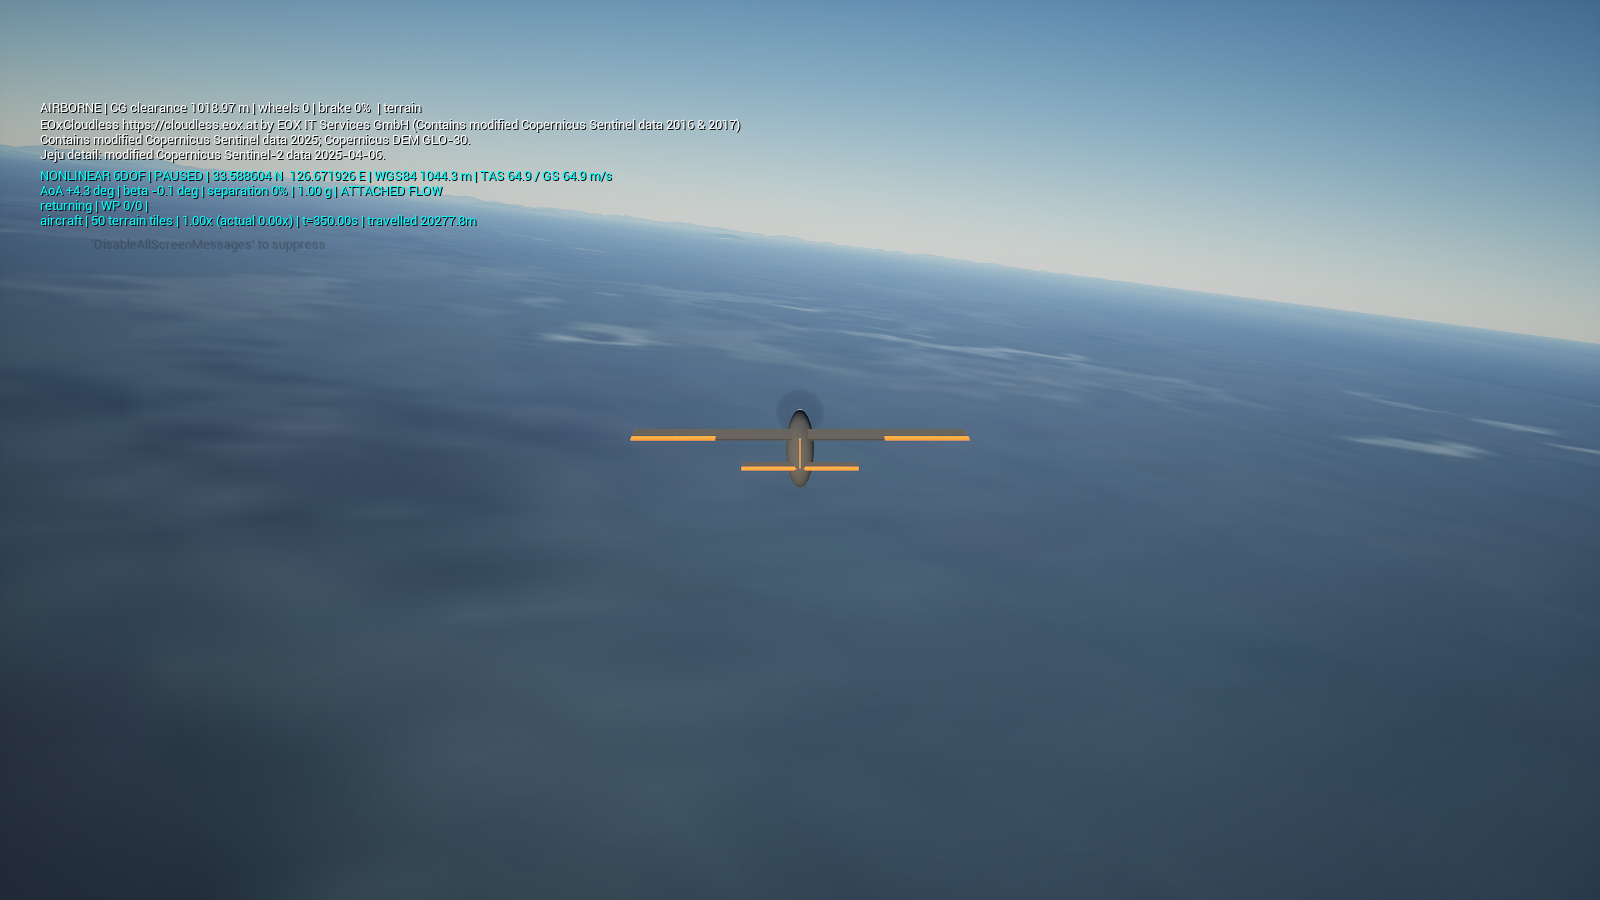 AIRBORNE | CG clearance 1018.97 m | wheels 0 | brake 0% | terrain
EOxCloudless https://cloudless.eox.at by EOX IT Services GmbH (Contains modified Copernicus Sentinel data 2016 & 2017)
Contains modified Copernicus Sentinel data 2025; Copernicus DEM GLO-30.
Jeju detail: modified Copernicus Sentinel-2 data 2025-04-06.
NONLINEAR 6DOF | PAUSED | 33.588604 N 126.671926 E | WGS84 1044.3 m | TAS 64.9 / GS 64.9 m/s
AoA +4.3 deg | beta -0.1 deg | separation 0% | 1.00 g | ATTACHED FLOW
returning | WP 0/0 |
aircraft | 50 terrain tiles | 1.00x (actual 0.00x) | t=350.00s | travelled 20277.8m
'DisableAllScreenMessages' to suppress